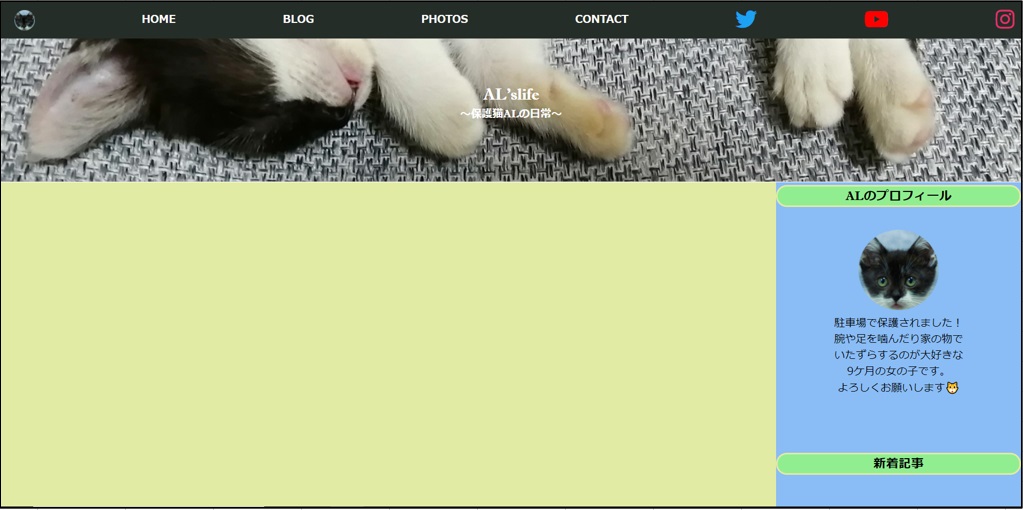 HOME
BLOG
PHOTOS
CONTACT
AL’slife
～保護猫ALの日常～
ALのプロフィール
駐車場で保護されました！
腕や足を噛んだり家の物で
いたずらするのが大好きな
9ケ月の女の子です。
よろしくお願いします🐱
新着記事